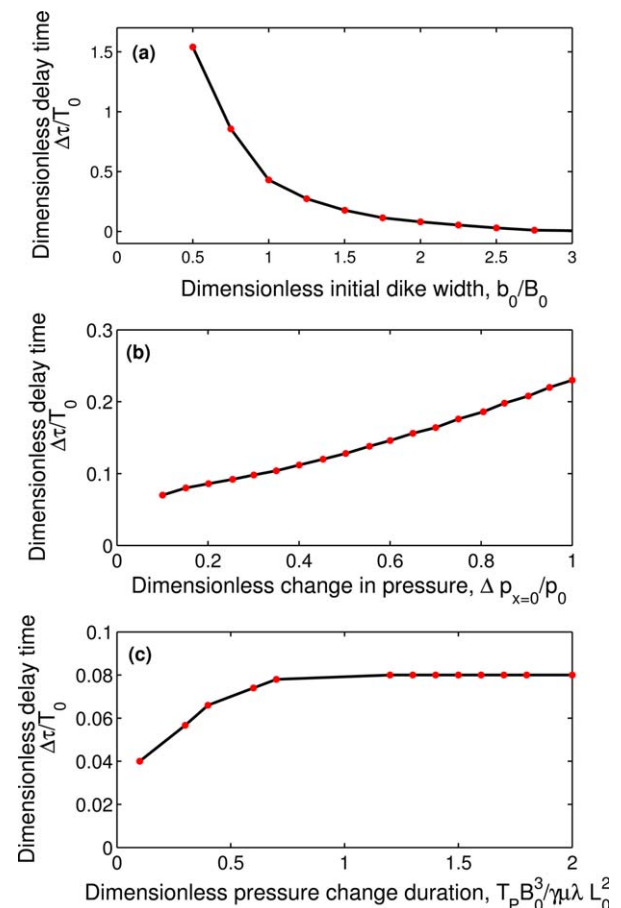 Dimensionless delay time
Δτ/T₀
(a)
1.5
1
0.5
0
0 0.5 1 1.5 2 2.5 3
Dimensionless initial dike width, b₀/B₀
Dimensionless delay time
Δτ/T₀
(b)
0.3
0.2
0.1
0
0 0.2 0.4 0.6 0.8 1
Dimensionless change in pressure, Δ pₓ₌₀/p₀
Dimensionless delay time
Δτ/T₀
(c)
0.1
0.08
0.06
0.04
0.02
0
0 0.5 1 1.5 2
Dimensionless pressure change duration, T_P B₀³/γμλ L₀²